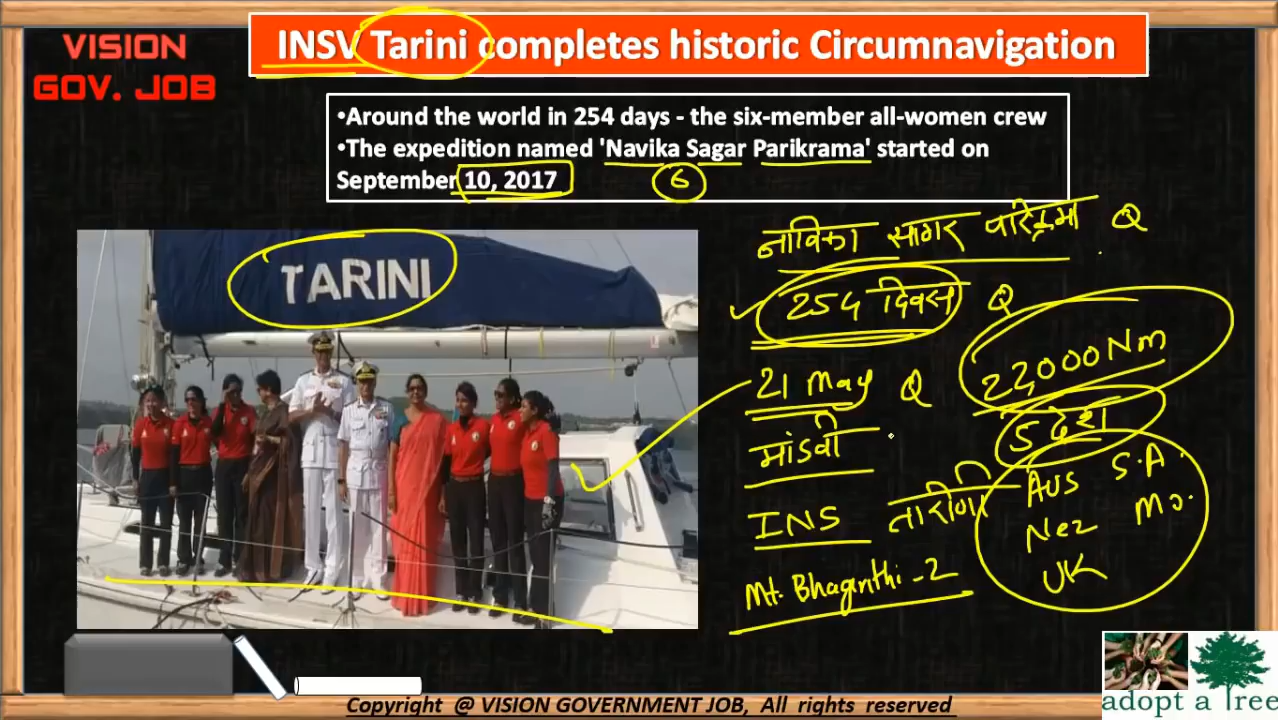 VISION
GOV. JOB
INSV Tarini completes historic Circumnavigation
•Around the world in 254 days - the six-member all-women crew
•The expedition named 'Navika Sagar Parikrama' started on
September 10, 2017
6
TARINI
नाविका सागर परिक्रमा Q
254 दिवस Q
22,000 Nm
21 May Q
5 देश
मांडवी
AUS S.A.
INS तारीणी
Nez
UK
Mt. Bhagirthi-2
Copyright @ VISION GOVERNMENT JOB, All rights reserved
adopt a Tree